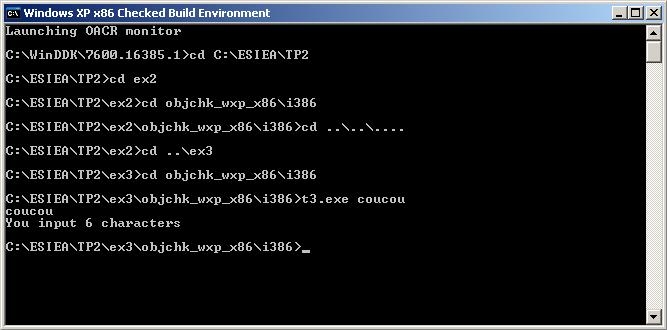 Windows XP x86 Checked Build Environment
Launching OACR monitor
C:\WinDDK\7600.16385.1>cd C:\ESIEA\TP2
C:\ESIEA\TP2>cd ex2
C:\ESIEA\TP2\ex2>cd objchk_wxp_x86\i386
C:\ESIEA\TP2\ex2\objchk_wxp_x86\i386>cd ..\..\....
C:\ESIEA\TP2\ex2>cd ..\ex3
C:\ESIEA\TP2\ex3>cd objchk_wxp_x86\i386
C:\ESIEA\TP2\ex3\objchk_wxp_x86\i386>t3.exe coucou
coucou
You input 6 characters
C:\ESIEA\TP2\ex3\objchk_wxp_x86\i386>_